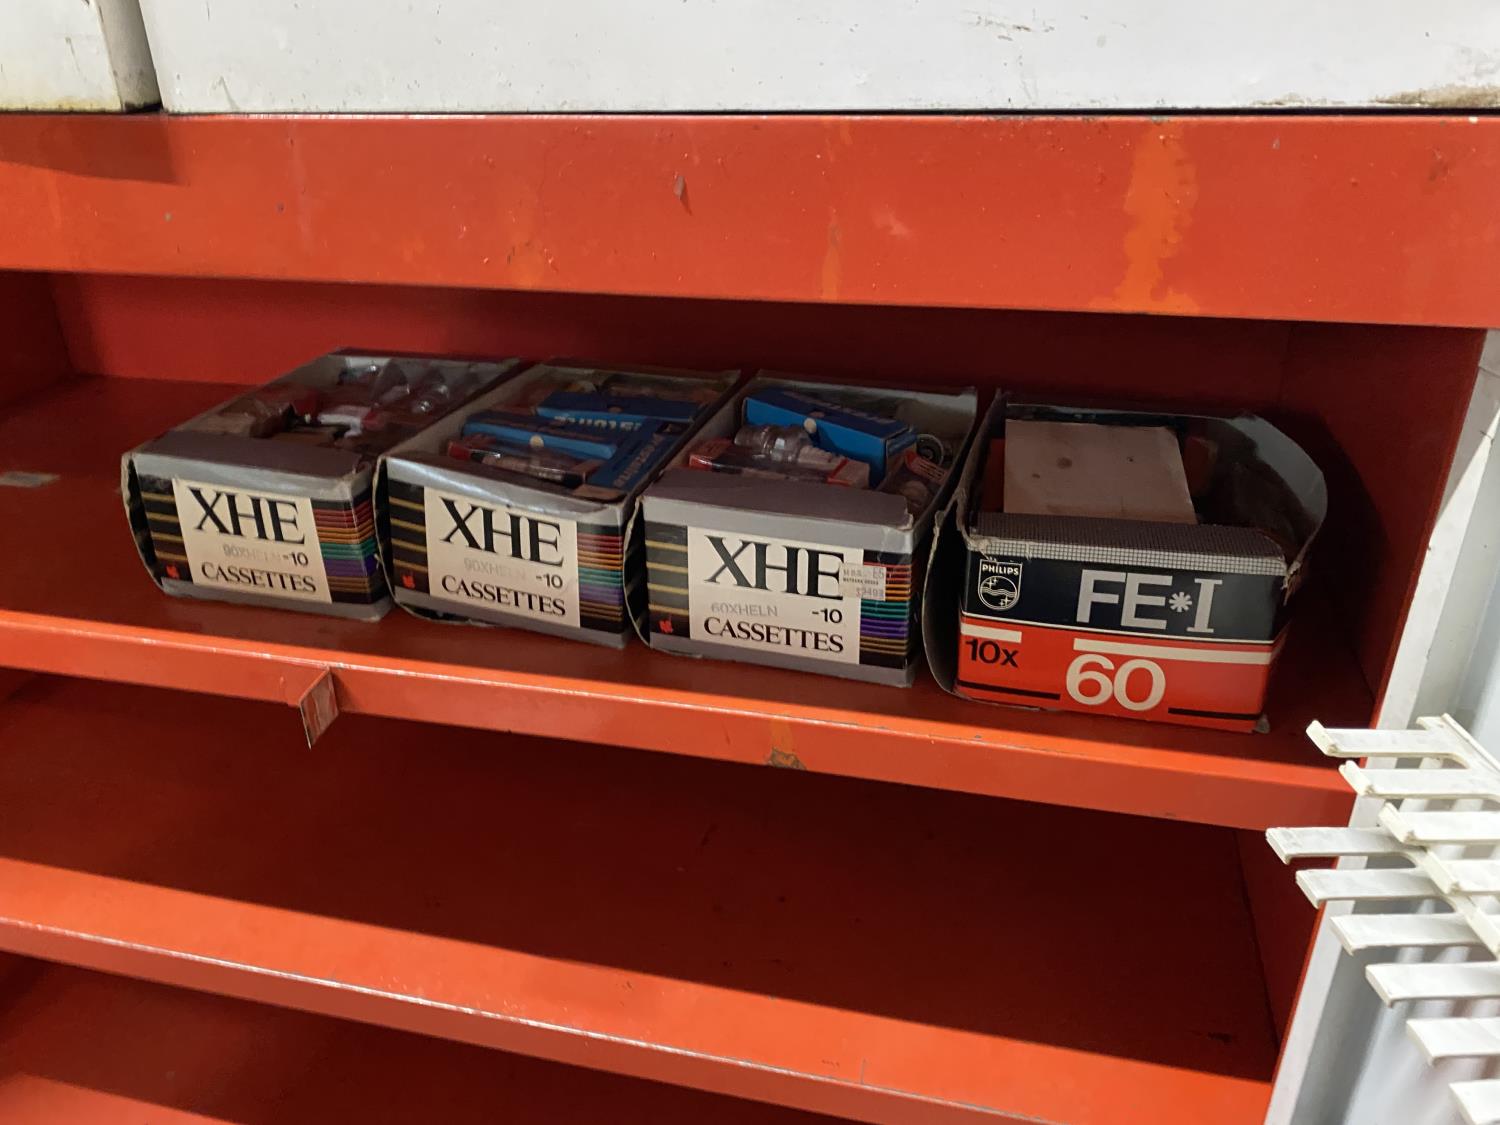 XHE
90XHELN -10
CASSETTES
XHE
90XHELN -10
CASSETTES
XHE
60XHELN -10
CASSETTES
PHILIPS
FE*I
10x
60